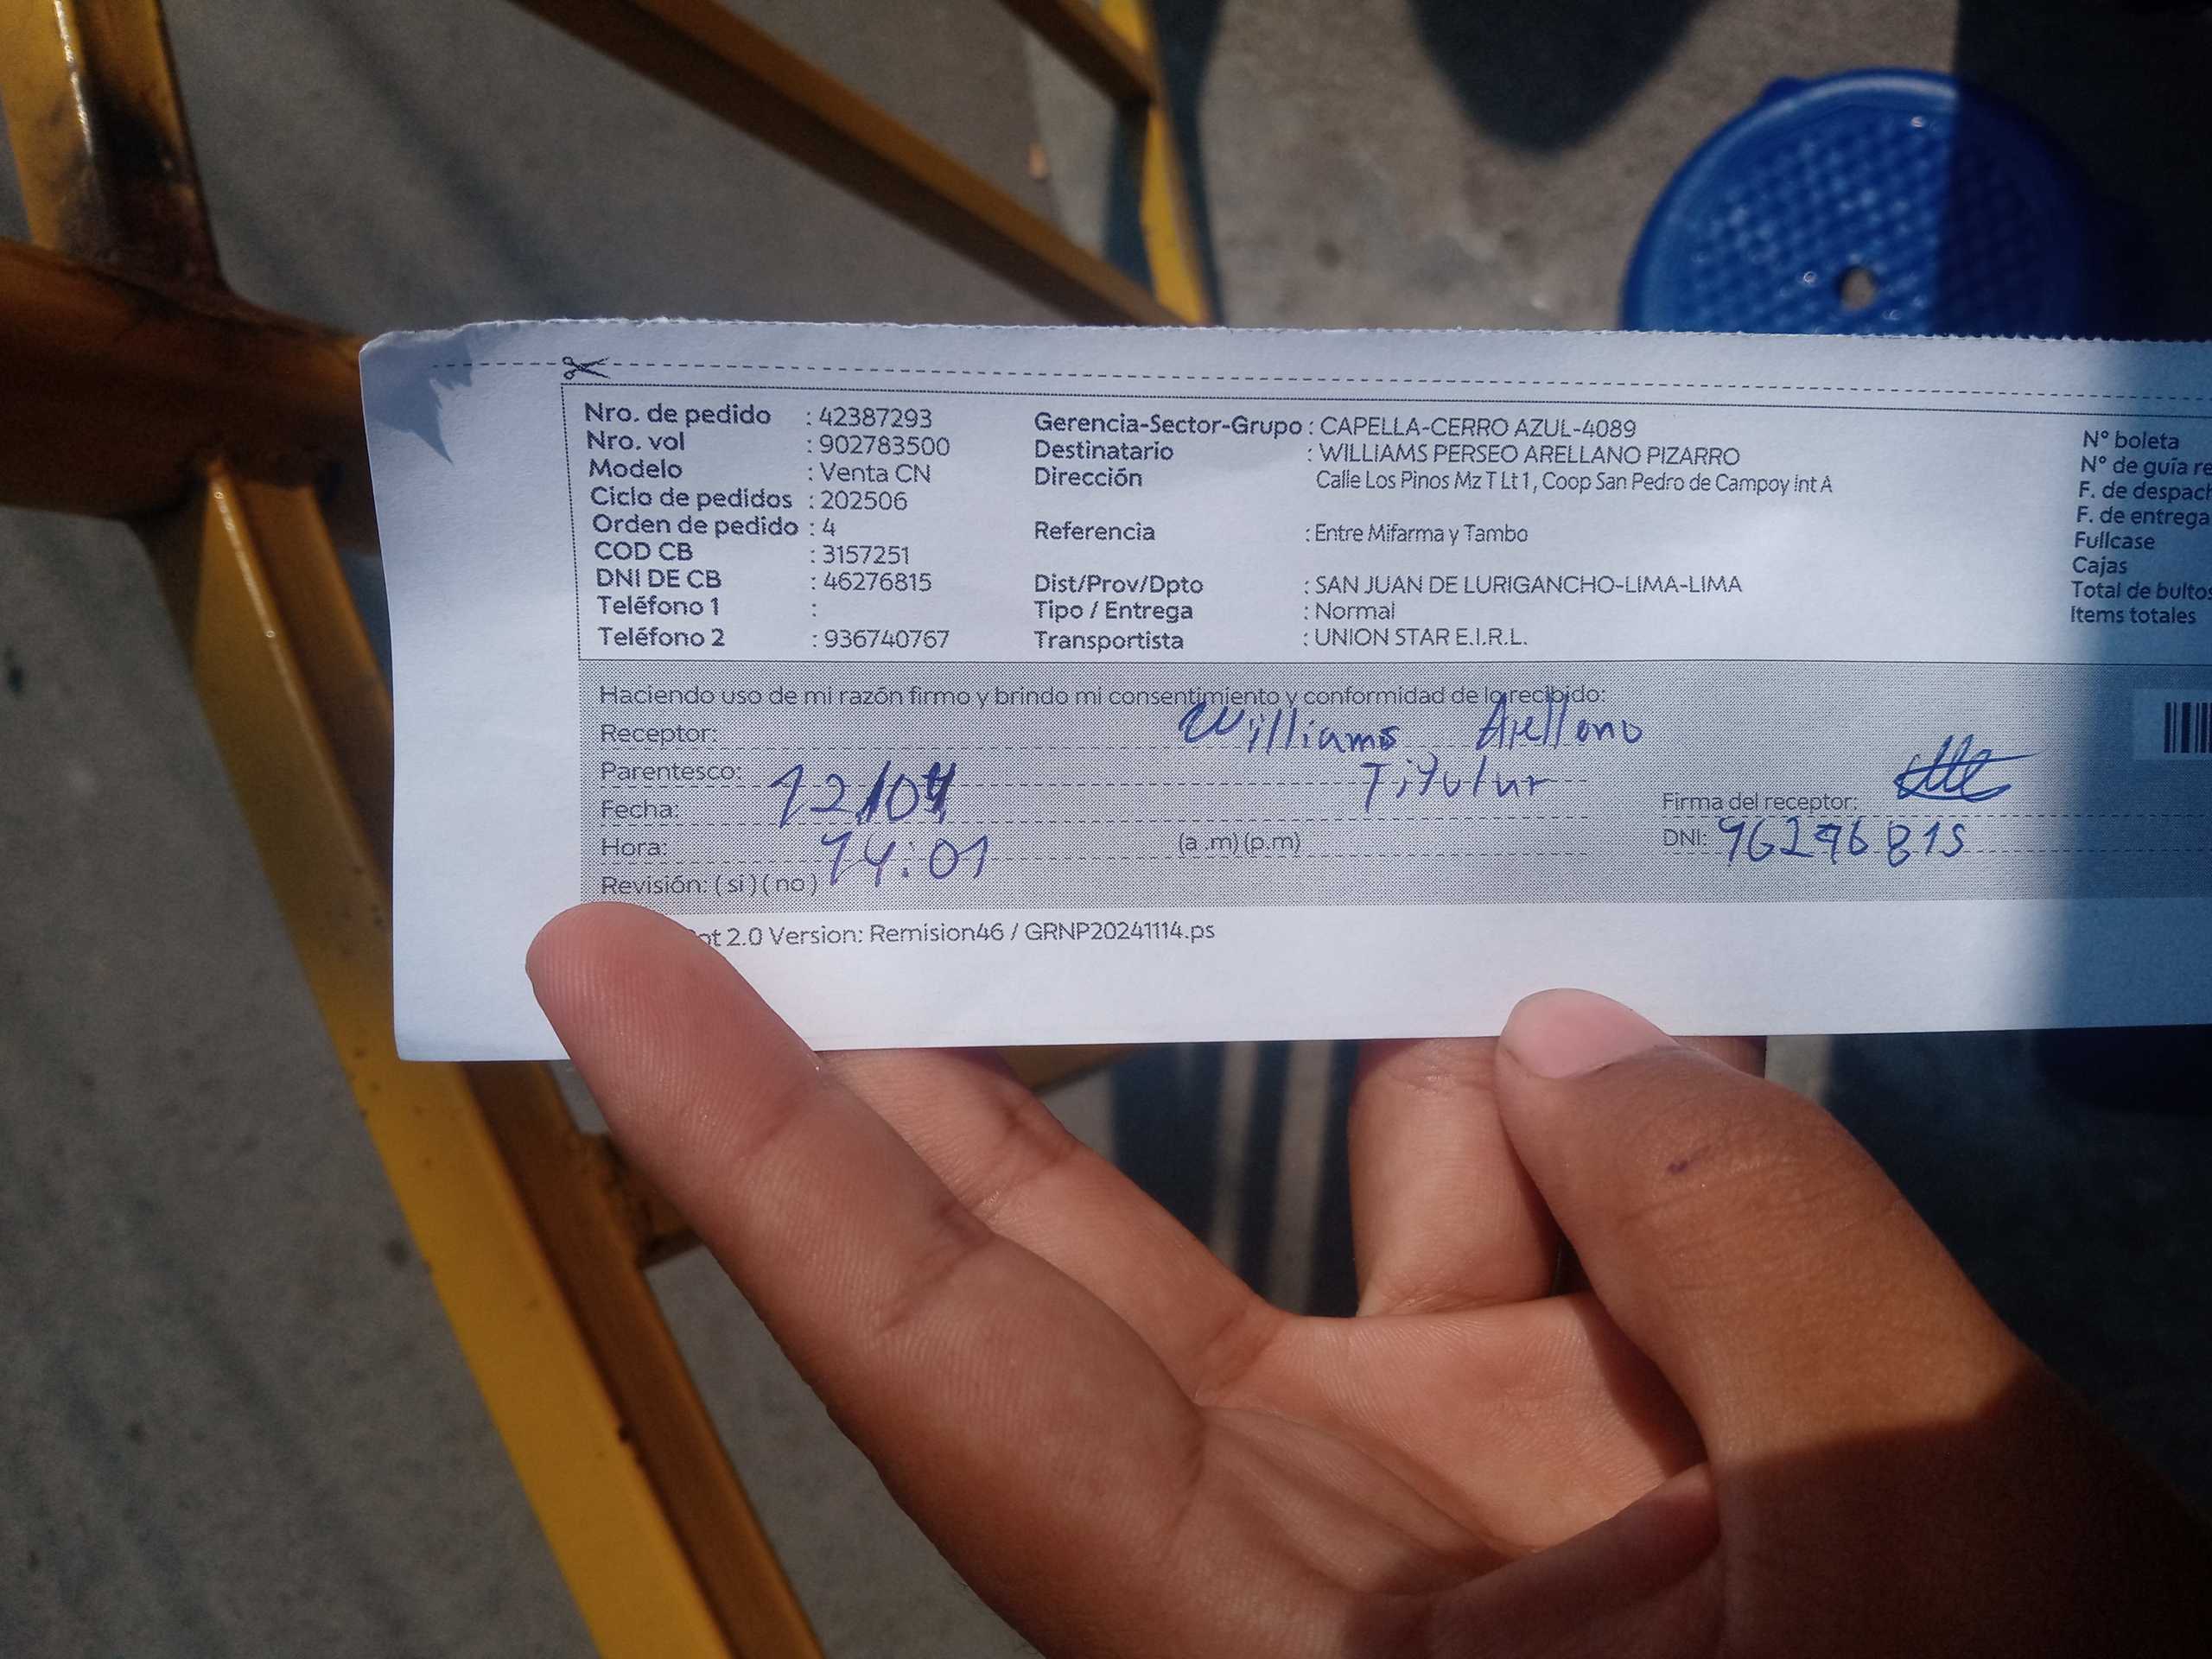 Nro. de pedido : 42387293
Nro. vol : 902783500
Modelo : Venta CN
Ciclo de pedidos : 202506
Orden de pedido : 4
COD CB : 3157251
DNI DE CB : 46276815
Teléfono 1 :
Teléfono 2 : 936740767
Gerencia-Sector-Grupo : CAPELLA-CERRO AZUL-4089
Destinatario : WILLIAMS PERSEO ARELLANO PIZARRO
Dirección Calle Los Pinos Mz T Lt 1, Coop San Pedro de Campoy Int A
Referencia : Entre Mifarma y Tambo
Dist/Prov/Dpto : SAN JUAN DE LURIGANCHO-LIMA-LIMA
Tipo / Entrega : Normal
Transportista : UNION STAR E.I.R.L.
N° boleta
N° de guía re
F. de despach
F. de entrega
Fullcase
Cajas
Total de bultos
Items totales
Haciendo uso de mi razón firmo y brindo mi consentimiento y conformidad de lo recibido:
Receptor: Williams Arellano
Parentesco: Titular
Fecha: 12/04
Hora: 14:01 (a .m) (p.m)
Revisión: ( si ) ( no )
Firma del receptor:
DNI: 46276815
ot 2.0 Version: Remision46 / GRNP20241114.ps